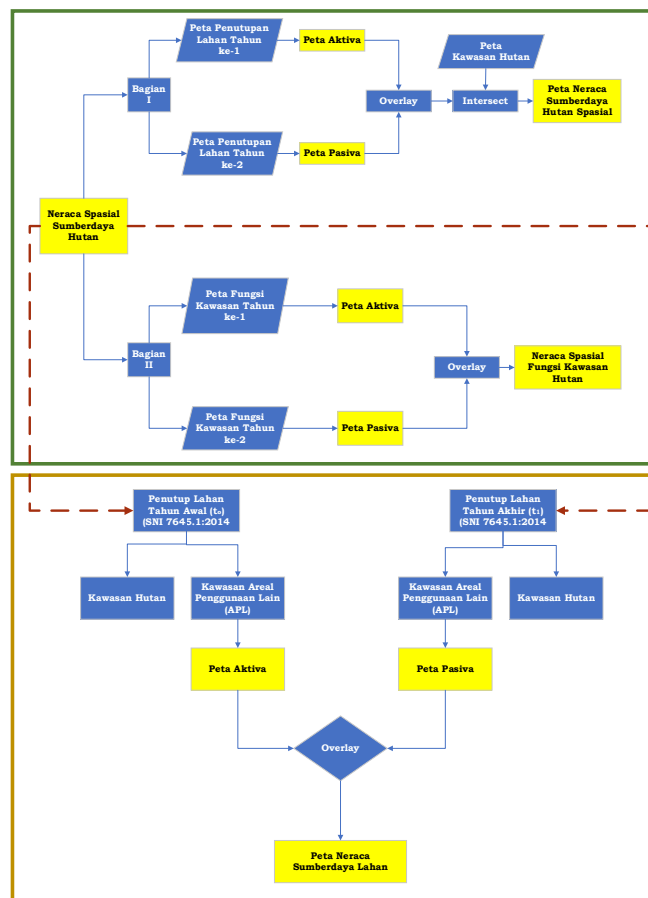 Peta Penutupan
Lahan Tahun
ke-1
Peta Aktiva
Peta
Kawasan Hutan
Bagian
I
Overlay
Intersect
Peta Neraca
Sumberdaya
Hutan Spasial
Peta Penutupan
Lahan Tahun
ke-2
Peta Pasiva
Neraca Spasial
Sumberdaya
Hutan
Peta Fungsi
Kawasan Tahun
ke-1
Peta Aktiva
Bagian
II
Overlay
Neraca Spasial
Fungsi Kawasan
Hutan
Peta Fungsi
Kawasan Tahun
ke-2
Peta Pasiva
Penutup Lahan
Tahun Awal (t₀)
(SNI 7645.1:2014
Penutup Lahan
Tahun Akhir (t₁)
(SNI 7645.1:2014
Kawasan Hutan
Kawasan Areal
Penggunaan Lain
(APL)
Kawasan Areal
Penggunaan Lain
(APL)
Kawasan Hutan
Peta Aktiva
Peta Pasiva
Overlay
Peta Neraca
Sumberdaya Lahan